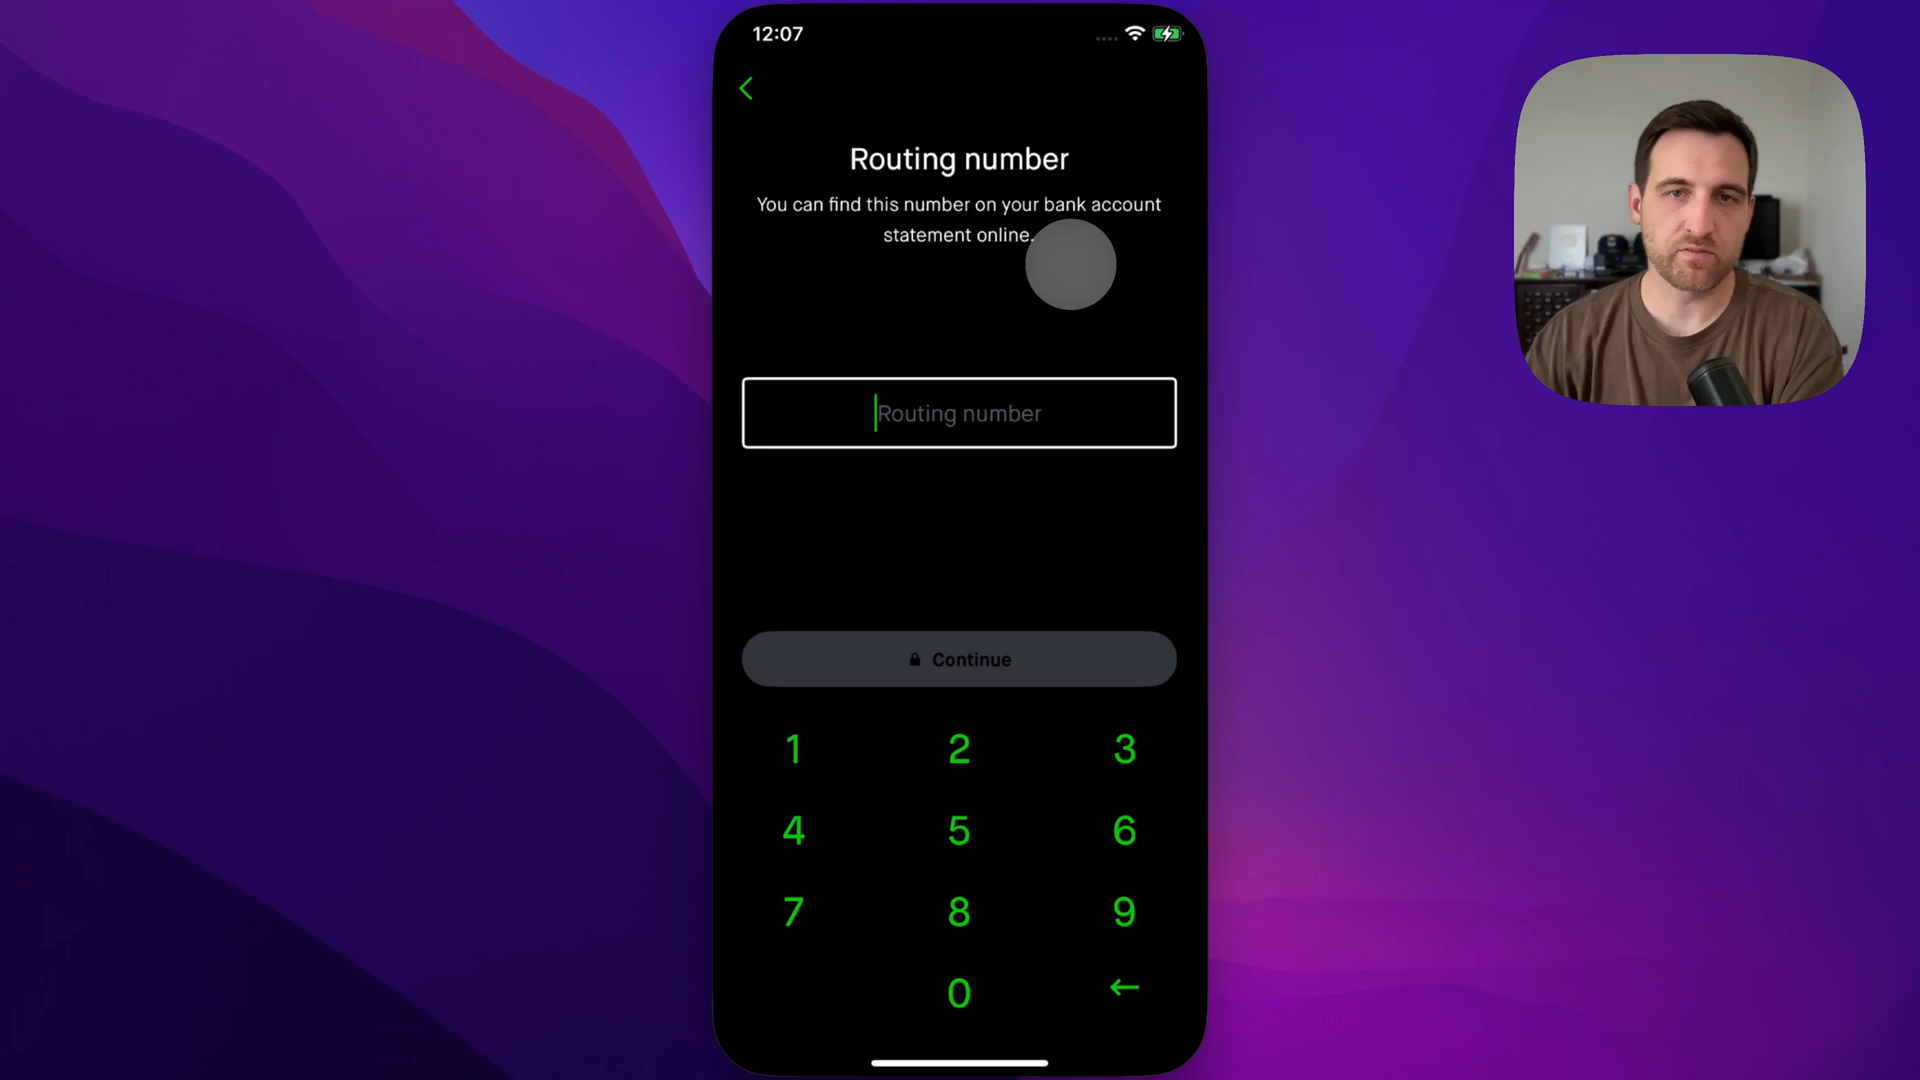 12:07
Routing number
You can find this number on your bank account
statement online.
Routing number
Continue
1 2 3
4 5 6
7 8 9
0